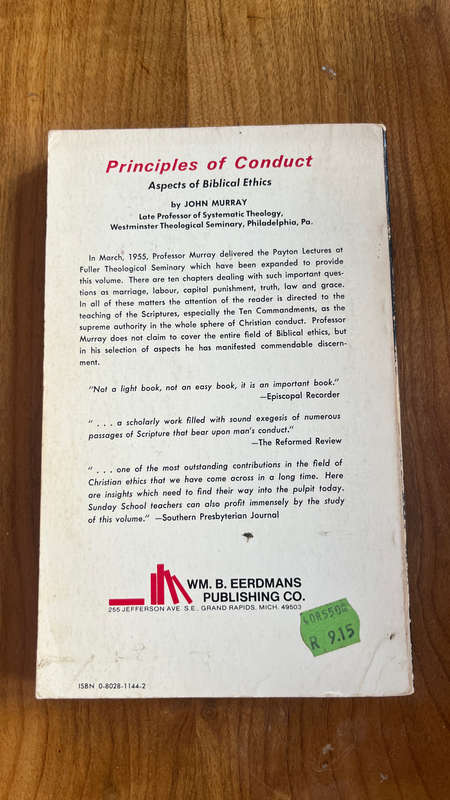 Principles of Conduct
Aspects of Biblical Ethics
by JOHN MURRAY
Late Professor of Systematic Theology,
Westminster Theological Seminary, Philadelphia, Pa.
In March, 1955, Professor Murray delivered the Payton Lectures at
Fuller Theological Seminary which have been expanded to provide
this volume. There are ten chapters dealing with such important ques-
tions as marriage, labour, capital punishment, truth, law and grace.
In all of these matters the attention of the reader is directed to the
teaching of the Scriptures, especially the Ten Commandments, as the
supreme authority in the whole sphere of Christian conduct. Professor
Murray does not claim to cover the entire field of Biblical ethics, but
in his selection of aspects he has manifested commendable discern-
ment.
"Not a light book, not an easy book, it is an important book."
—Episcopal Recorder
" . . . a scholarly work filled with sound exegesis of numerous
passages of Scripture that bear upon man's conduct."
—The Reformed Review
" . . . one of the most outstanding contributions in the field of
Christian ethics that we have come across in a long time. Here
are insights which need to find their way into the pulpit today.
Sunday School teachers can also profit immensely by the study
of this volume." —Southern Presbyterian Journal
WM. B. EERDMANS
PUBLISHING CO.
255 JEFFERSON AVE. S.E., GRAND RAPIDS, MICH. 49503
R 9.15
ISBN 0-8028-1144-2